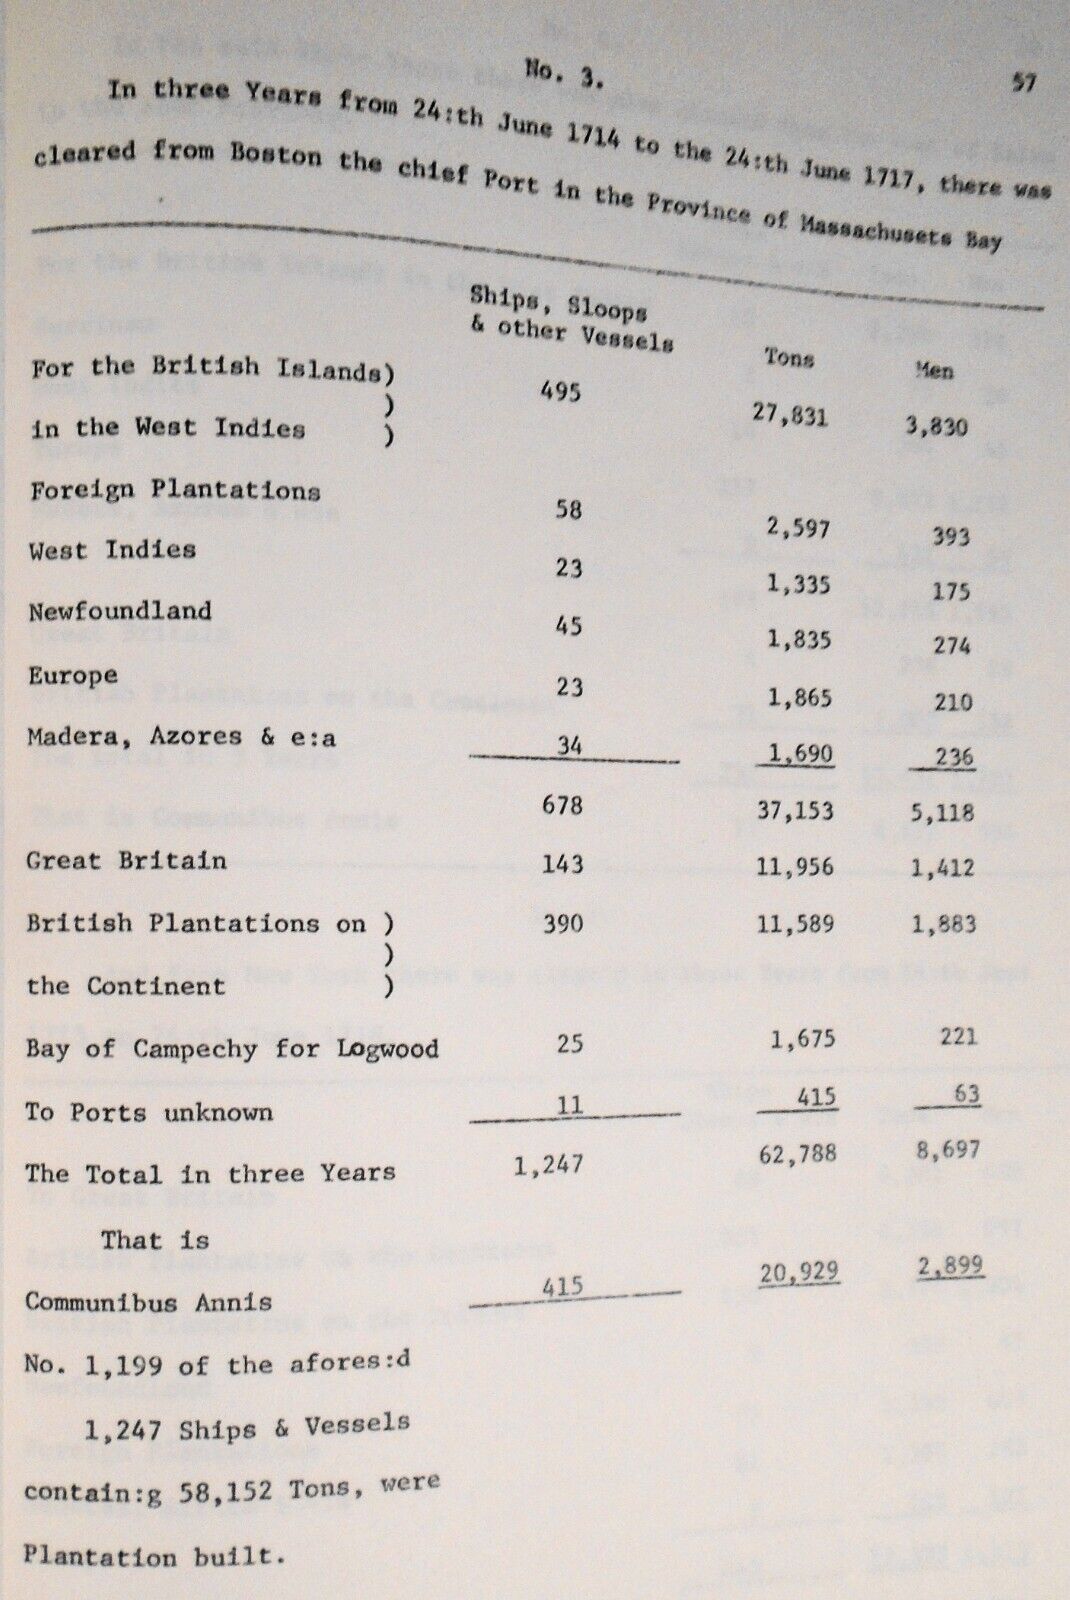 No. 3.
57
In three Years from 24:th June 1714 to the 24:th June 1717, there was
cleared from Boston the chief Port in the Province of Massachusets Bay
Ships, Sloops
& other Vessels Tons Men
For the British Islands) 495 27,831 3,830
)
in the West Indies )
Foreign Plantations 58 2,597 393
West Indies 23 1,335 175
Newfoundland 45 1,835 274
Europe 23 1,865 210
Madera, Azores & e:a 34 1,690 236
678 37,153 5,118
Great Britain 143 11,956 1,412
British Plantations on ) 390 11,589 1,883
)
the Continent )
Bay of Campechy for Logwood 25 1,675 221
To Ports unknown 11 415 63
The Total in three Years 1,247 62,788 8,697
That is
Communibus Annis 415 20,929 2,899
No. 1,199 of the afores:d
1,247 Ships & Vessels
contain:g 58,152 Tons, were
Plantation built.